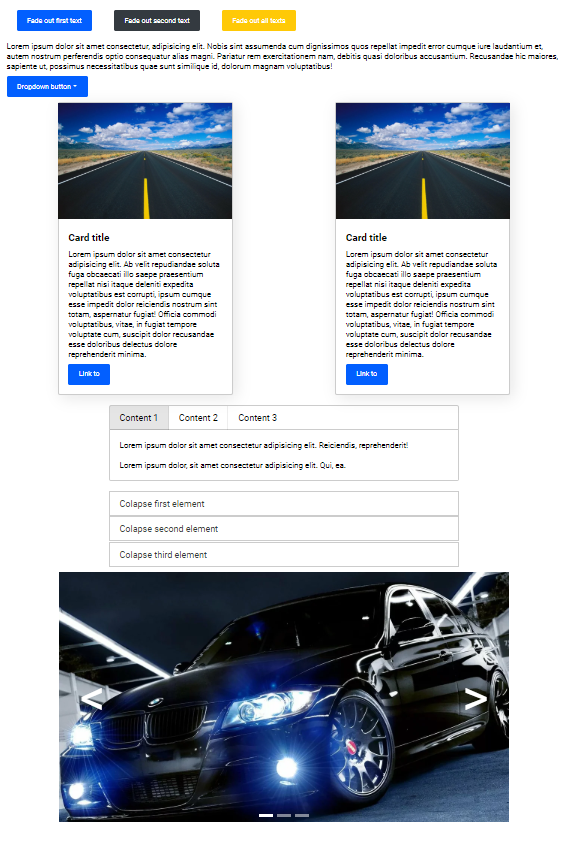 Fade out first text Fade out second text Fade out all texts
Lorem ipsum dolor sit amet consectetur, adipisicing elit. Nobis sint assumenda cum dignissimos quos repellat impedit error cumque iure laudantium et,
autem nostrum perferendis optio consequatur alias magni. Pariatur rem exercitationem nam, debitis quasi doloribus accusantium. Recusandae hic maiores,
sapiente ut, possimus necessitatibus quae sunt similique id, dolorum magnam voluptatibus!
Dropdown button
Card title
Lorem ipsum dolor sit amet consectetur
adipisicing elit. Ab velit repudiandae soluta
fuga obcaecati illo saepe praesentium
repellat nisi itaque deleniti expedita
voluptatibus est corrupti, ipsum cumque
esse impedit dolor reiciendis nostrum sint
totam, aspernatur fugiat! Officia commodi
voluptatibus, vitae, in fugiat tempore
voluptate cum, suscipit dolor recusandae
esse doloribus delectus dolore
reprehenderit minima.
Link to
Card title
Lorem ipsum dolor sit amet consectetur
adipisicing elit. Ab velit repudiandae soluta
fuga obcaecati illo saepe praesentium
repellat nisi itaque deleniti expedita
voluptatibus est corrupti, ipsum cumque
esse impedit dolor reiciendis nostrum sint
totam, aspernatur fugiat! Officia commodi
voluptatibus, vitae, in fugiat tempore
voluptate cum, suscipit dolor recusandae
esse doloribus delectus dolore
reprehenderit minima.
Link to
Content 1 Content 2 Content 3
Lorem ipsum dolor sit amet consectetur adipisicing elit. Reiciendis, reprehenderit!
Lorem ipsum dolor, sit amet consectetur adipisicing elit. Qui, ea.
Colapse first element
Colapse second element
Colapse third element
< >